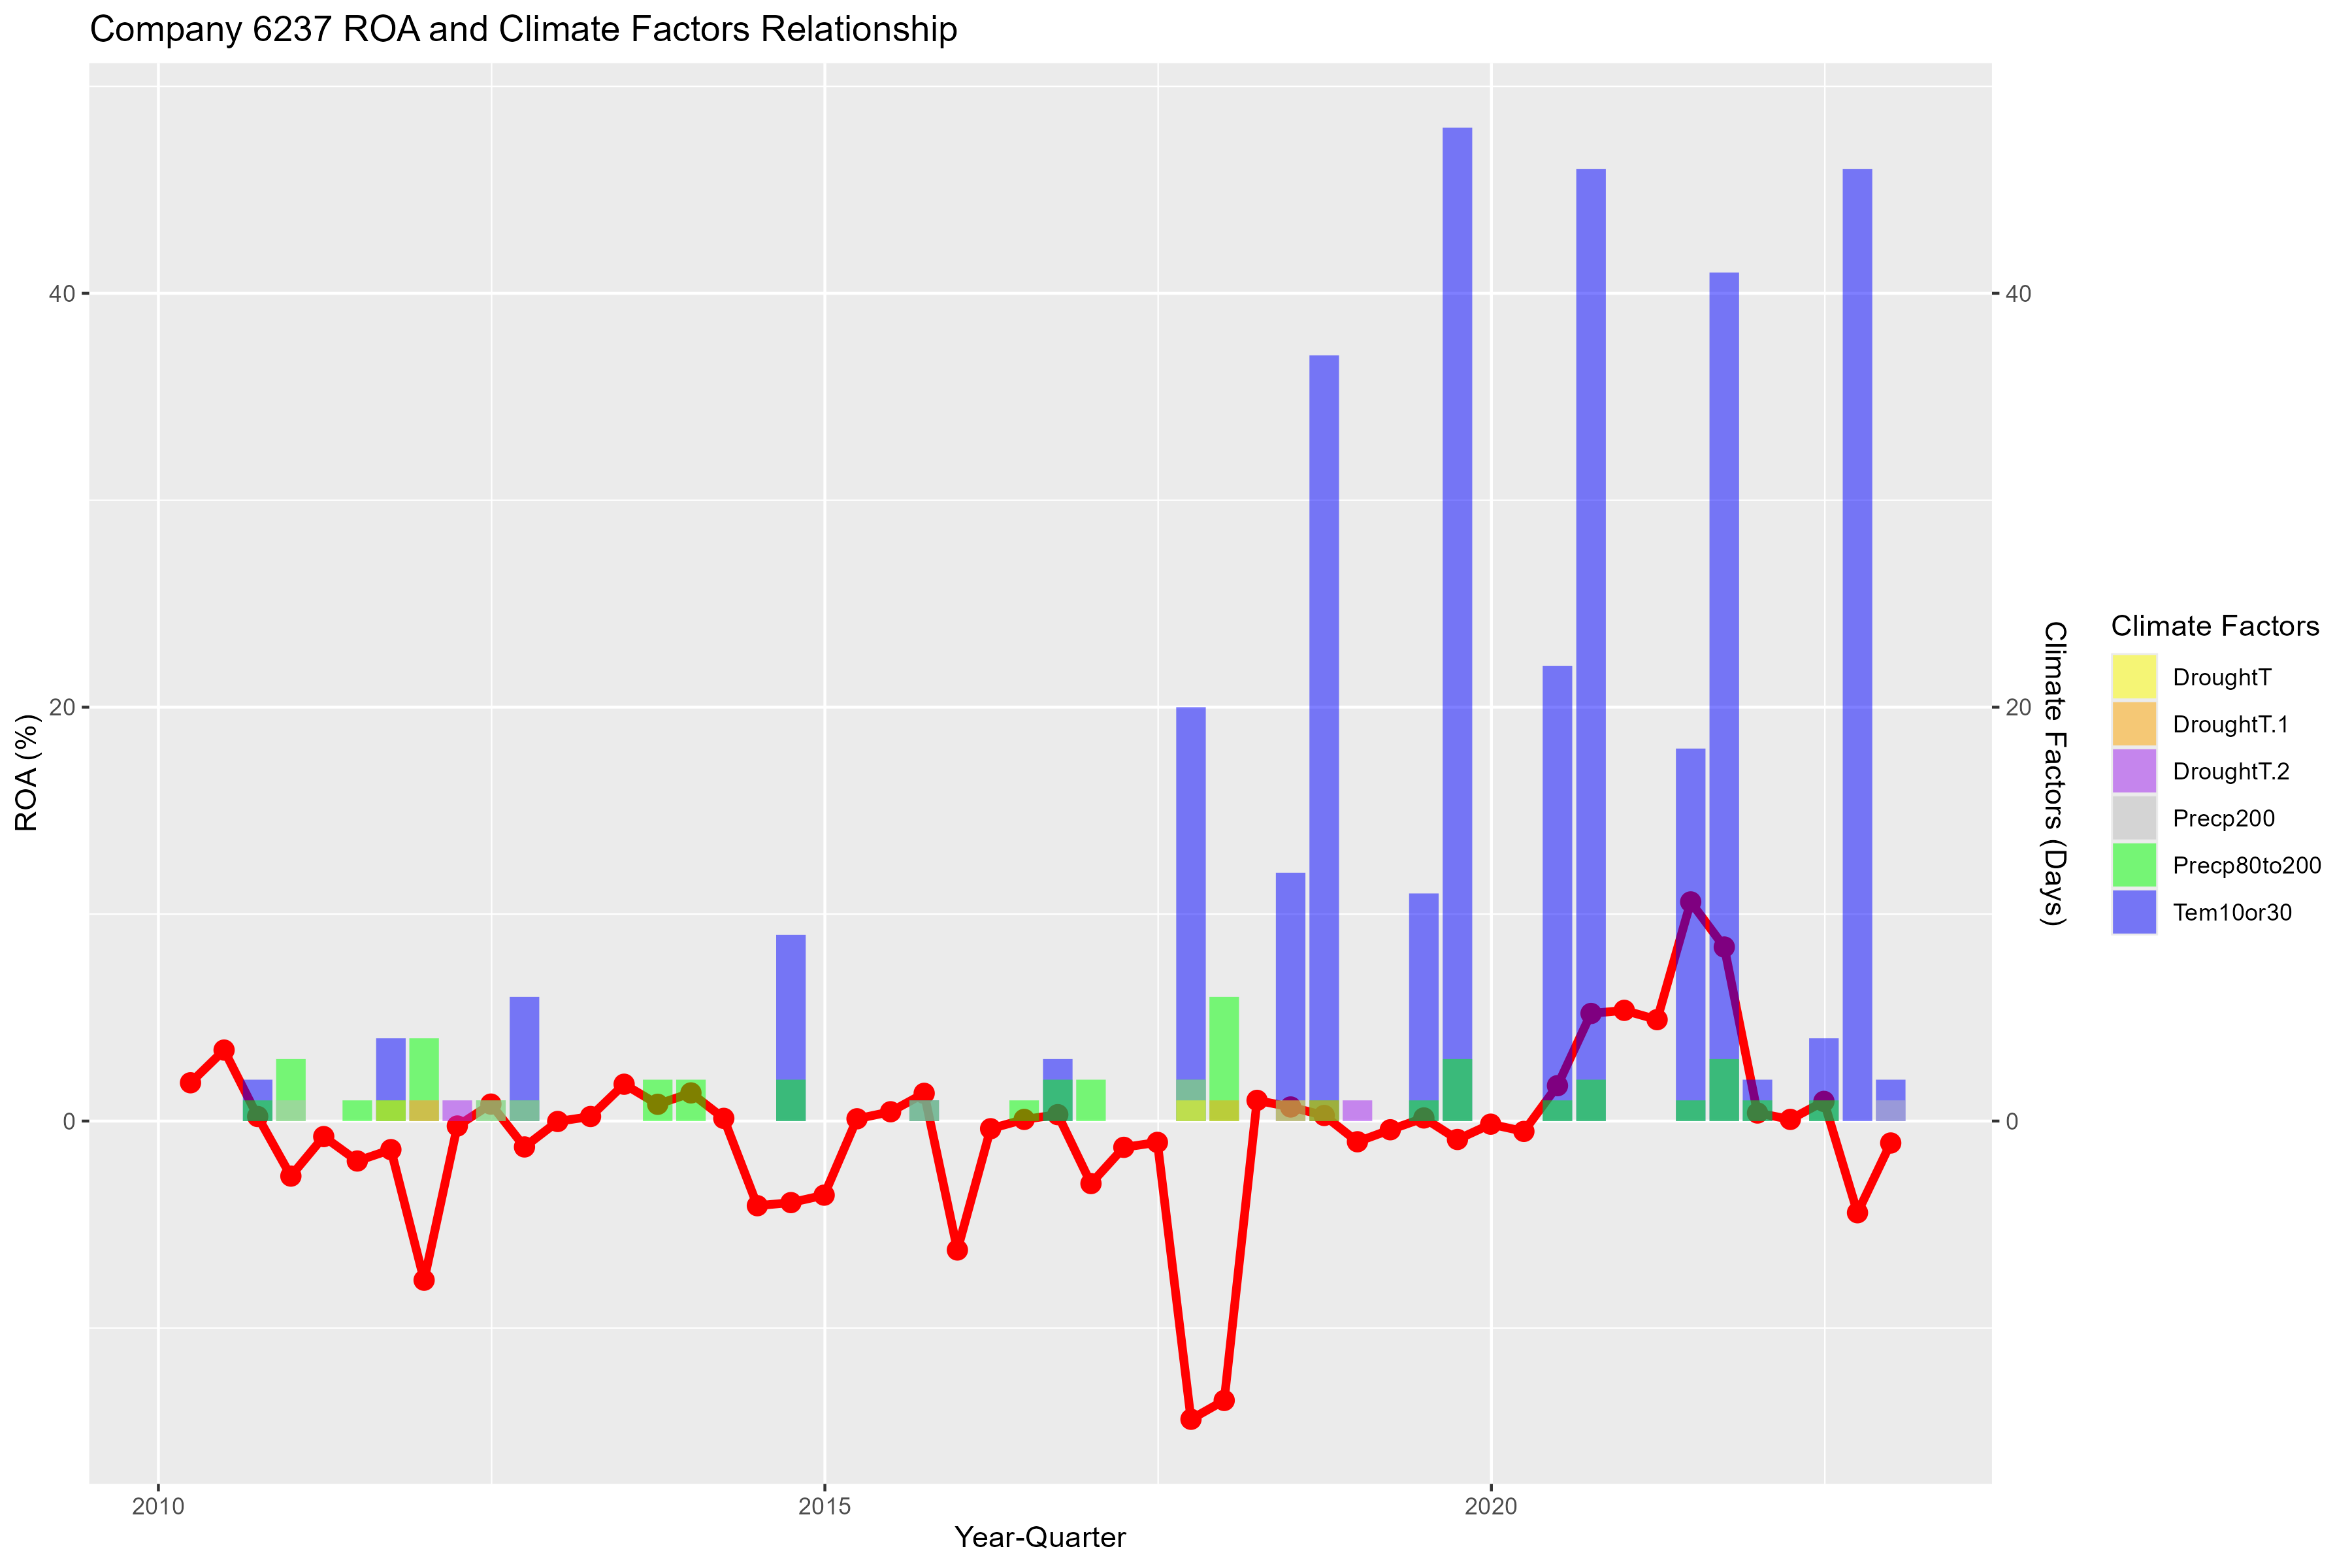 Company 6237 ROA and Climate Factors Relationship
ROA (%)
40
20
0
40
20
0
Climate Factors (Days)
2010
2015
2020
Year-Quarter
Climate Factors
DroughtT
DroughtT.1
DroughtT.2
Precp200
Precp80to200
Tem10or30